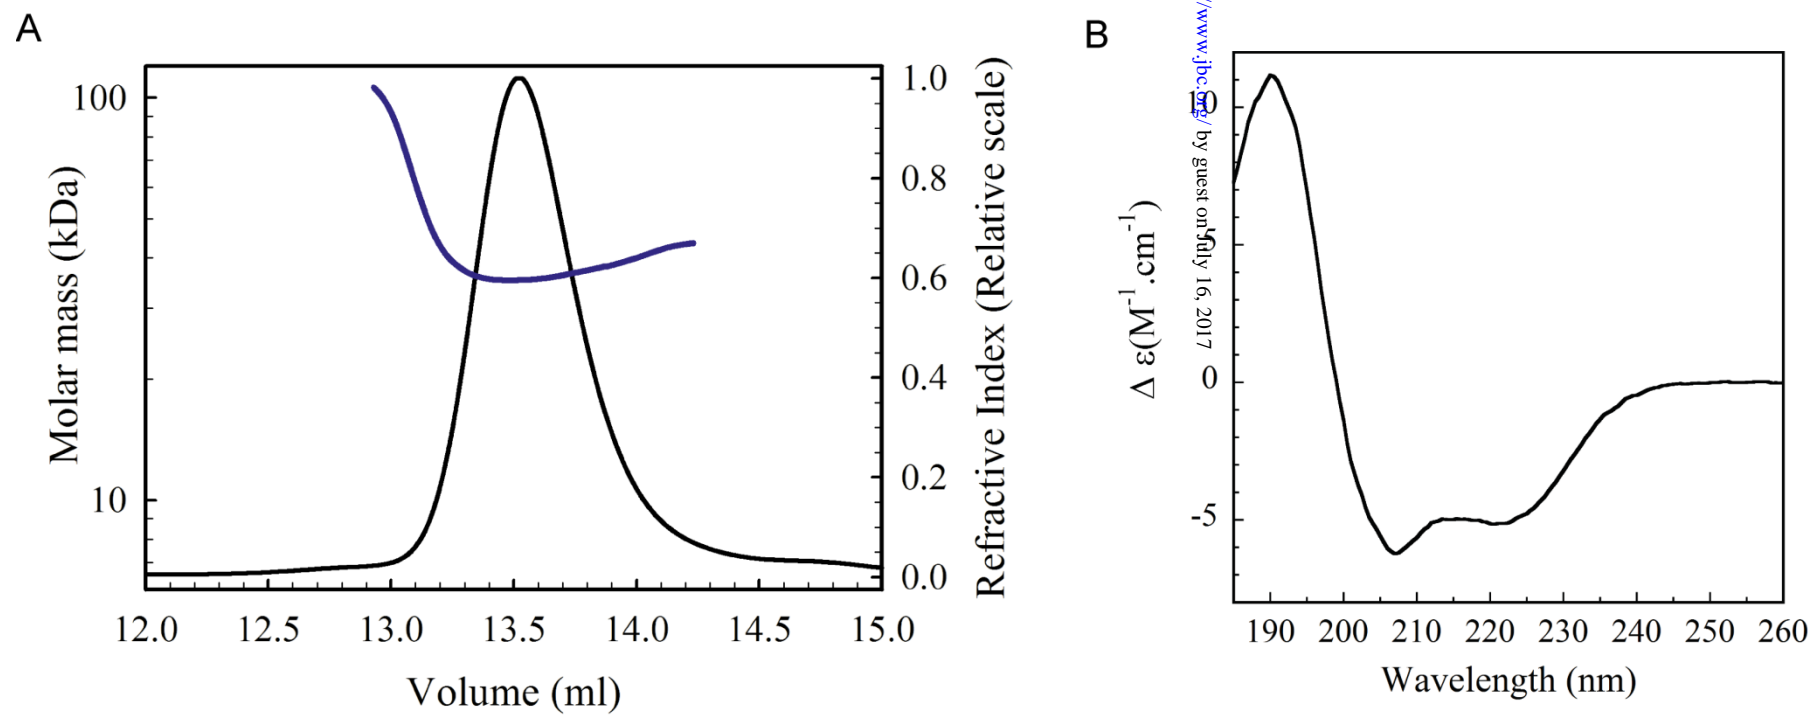 A
100
10
Molar mass (kDa)
1.0
0.8
0.6
0.4
0.2
0.0
Refractive Index (Relative scale)
12.0 12.5 13.0 13.5 14.0 14.5 15.0
Volume (ml)
B
//www.jbc.org/ by guest on July 16, 2017
10
5
0
-5
Δ ε(M⁻¹.cm⁻¹)
190 200 210 220 230 240 250 260
Wavelength (nm)